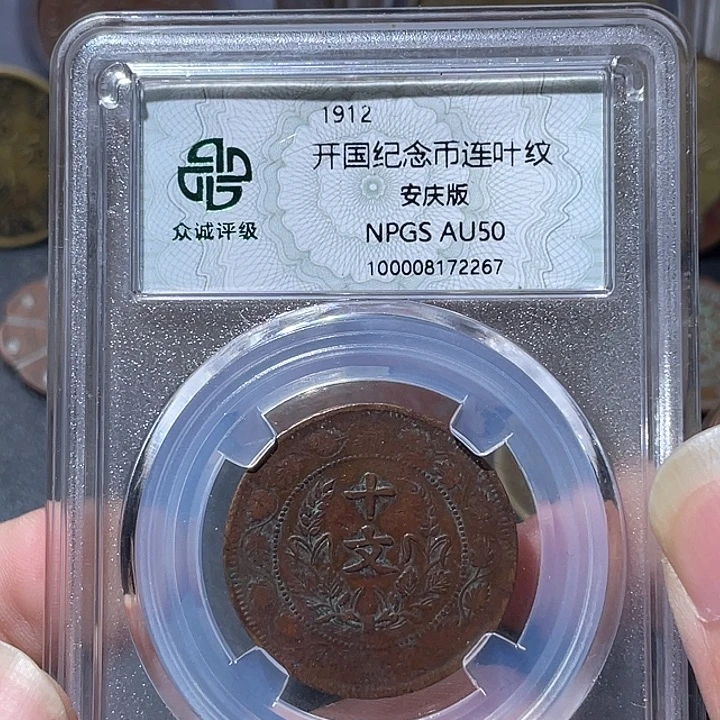 1912
开国纪念币连叶纹
安庆版
众诚评级
NPGS AU50
100008172267
十
文